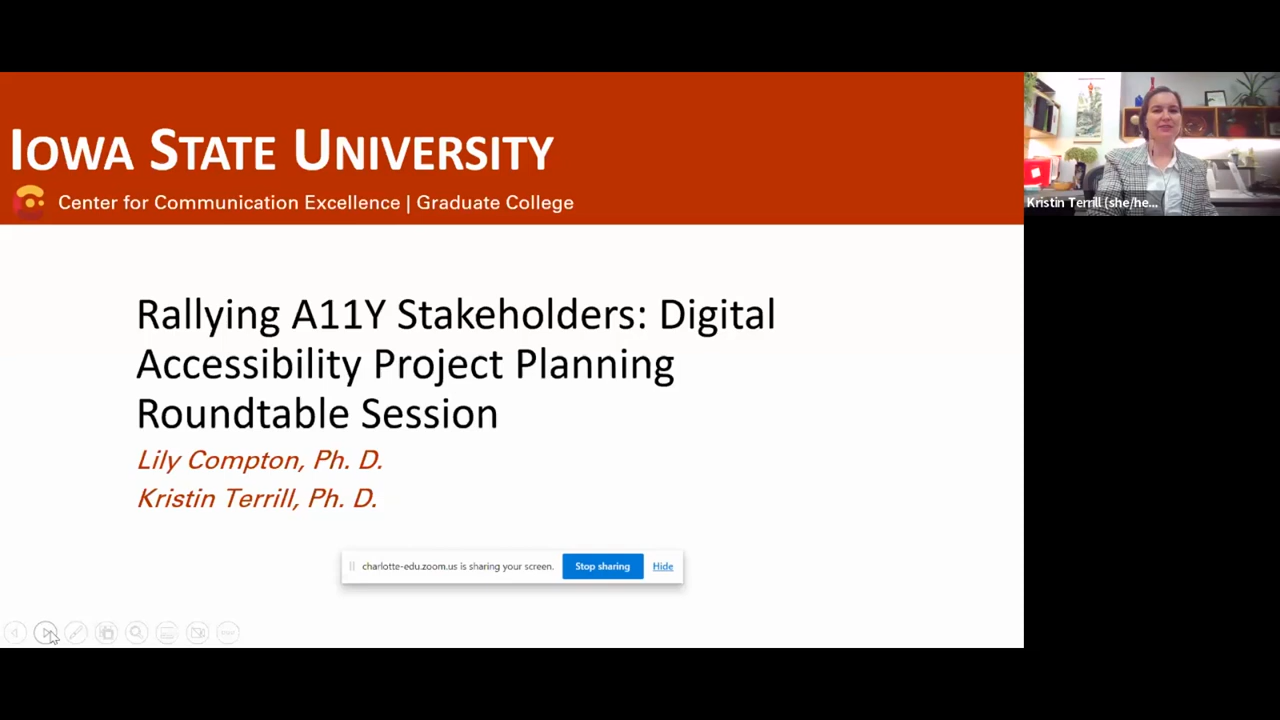 IOWA STATE UNIVERSITY
Center for Communication Excellence | Graduate College
Kristin Terrill (she/he...
Rallying A11Y Stakeholders: Digital
Accessibility Project Planning
Roundtable Session
Lily Compton, Ph. D.
Kristin Terrill, Ph. D.
charlotte-edu.zoom.us is sharing your screen.
Stop sharing
Hide